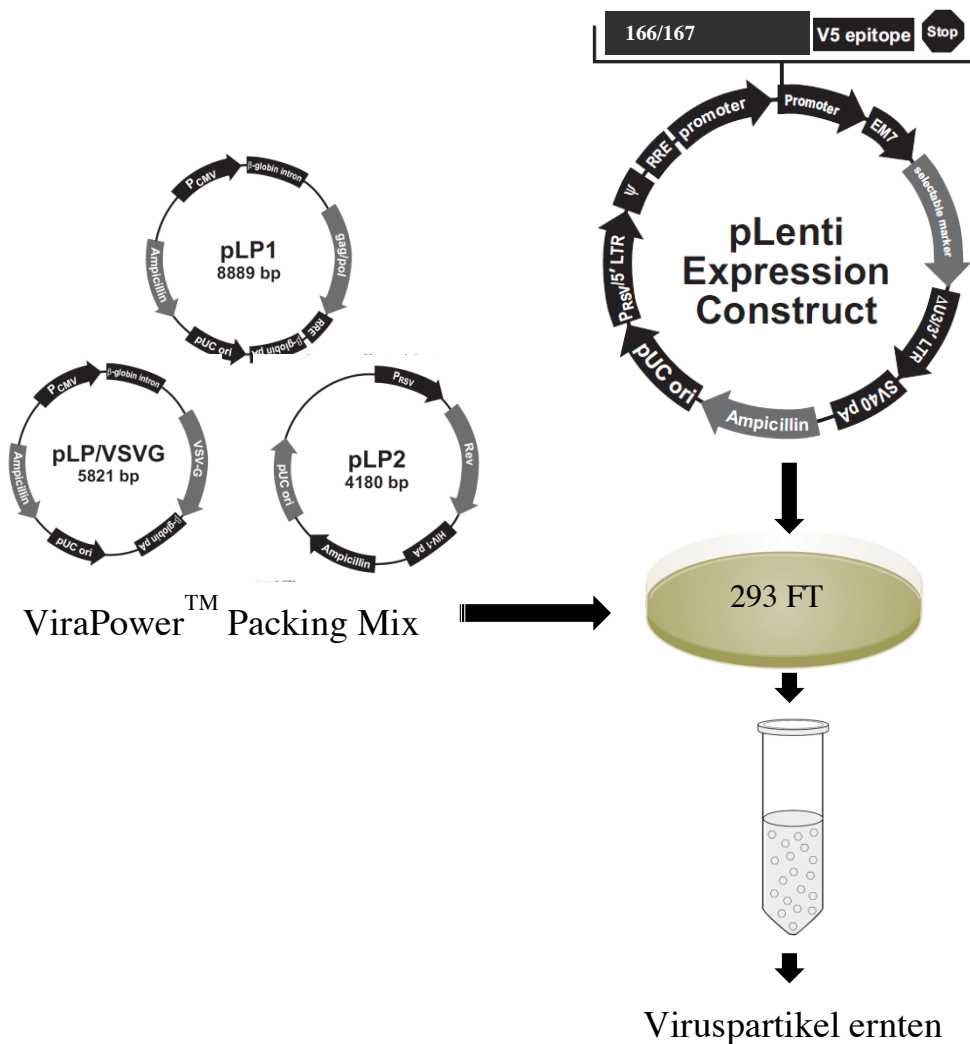 166/167
V5 epitope
Stop
promoter
Promoter
EM7
selectable marker
ΔU3/3' LTR
SV40 pA
Ampicillin
pUC ori
PRSV/5' LTR
Ψ
RRE
pLenti
Expression
Construct
PCMV
β-globin intron
gag/pol
RRE
β-globin pA
pUC ori
Ampicillin
pLP1
8889 bp
PCMV
β-globin intron
VSV-G
β-globin pA
pUC ori
Ampicillin
pLP/VSVG
5821 bp
PRSV
Rev
HIV-1 pA
Ampicillin
pUC ori
pLP2
4180 bp
ViraPower™ Packing Mix
293 FT
Viruspartikel ernten